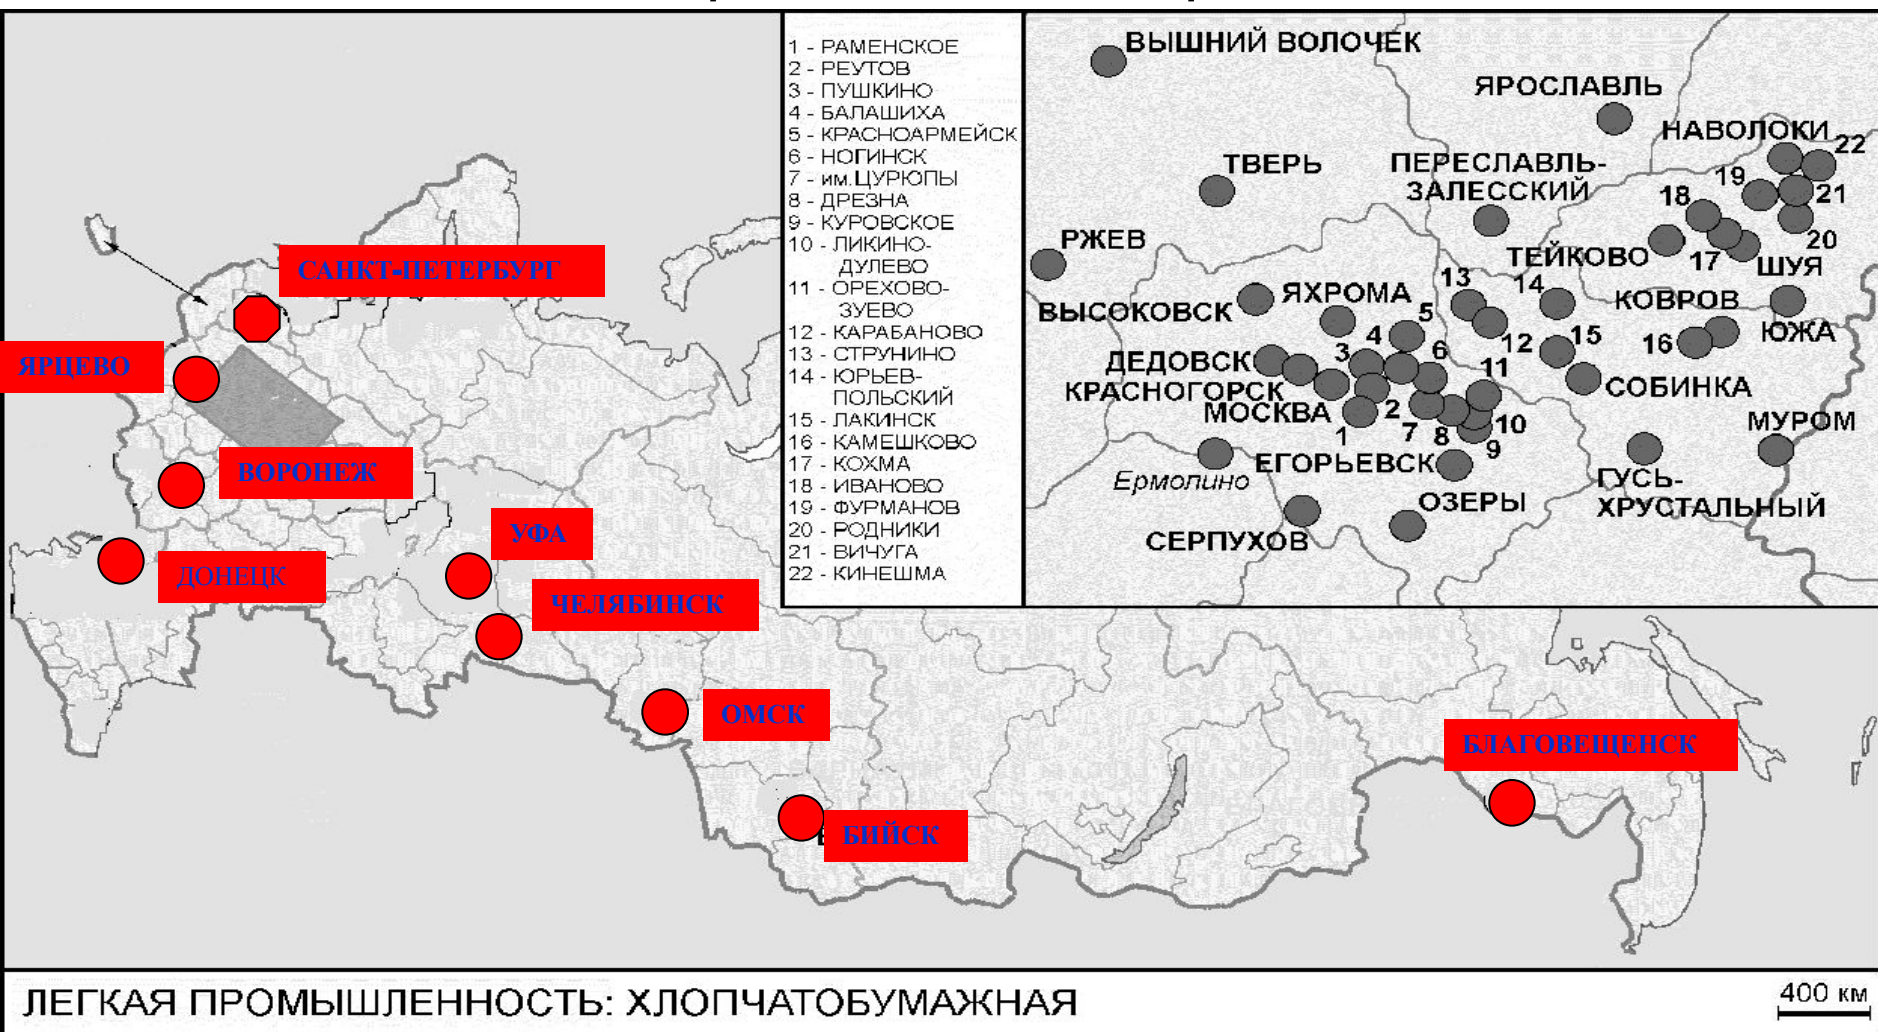 1 - РАМЕНСКОЕ
2 - РЕУТОВ
3 - ПУШКИНО
4 - БАЛАШИХА
5 - КРАСНОАРМЕЙСК
6 - НОГИНСК
7 - им.ЦУРЮПЫ
8 - ДРЕЗНА
9 - КУРОВСКОЕ
10 - ЛИКИНО-
ДУЛЕВО
11 - ОРЕХОВО-
ЗУЕВО
12 - КАРАБАНОВО
13 - СТРУНИНО
14 - ЮРЬЕВ-
ПОЛЬСКИЙ
15 - ЛАКИНСК
16 - КАМЕШКОВО
17 - КОХМА
18 - ИВАНОВО
19 - ФУРМАНОВ
20 - РОДНИКИ
21 - ВИЧУГА
22 - КИНЕШМА
ВЫШНИЙ ВОЛОЧЕК
ЯРОСЛАВЛЬ
НАВОЛОКИ
22
ТВЕРЬ
ПЕРЕСЛАВЛЬ-
ЗАЛЕССКИЙ
19
18
21
20
РЖЕВ
ТЕЙКОВО
17
ШУЯ
ЯХРОМА
13
14
КОВРОВ
ВЫСОКОВСК
5
ЮЖА
4
12
15
16
ДЕДОВСК
3
6
11
СОБИНКА
КРАСНОГОРСК
МОСКВА
2
10
МУРОМ
1
7
8
9
ЕГОРЬЕВСК
Ермолино
ГУСЬ-
ХРУСТАЛЬНЫЙ
ОЗЕРЫ
СЕРПУХОВ
САНКТ-ПЕТЕРБУРГ
ЯРЦЕВО
ВОРОНЕЖ
УФА
ДОНЕЦК
ЧЕЛЯБИНСК
ОМСК
БЛАГОВЕЩЕНСК
БИЙСК
ЛЕГКАЯ ПРОМЫШЛЕННОСТЬ: ХЛОПЧАТОБУМАЖНАЯ
400 км